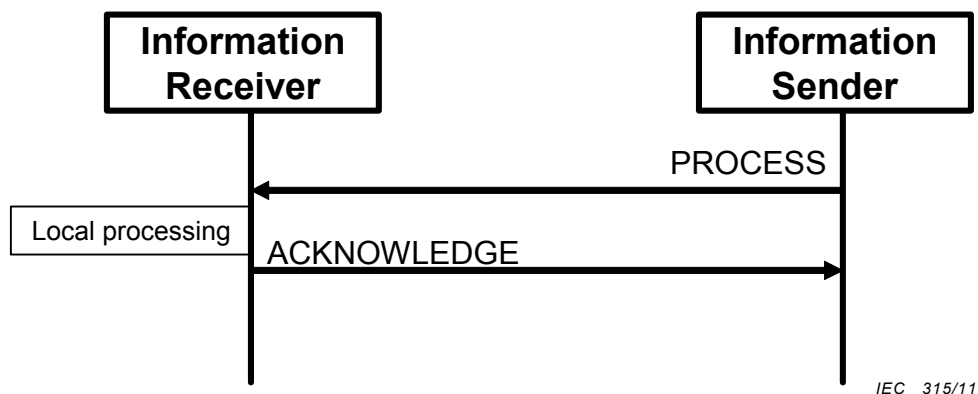 Information
Receiver
Information
Sender
PROCESS
Local processing
ACKNOWLEDGE
IEC 315/11